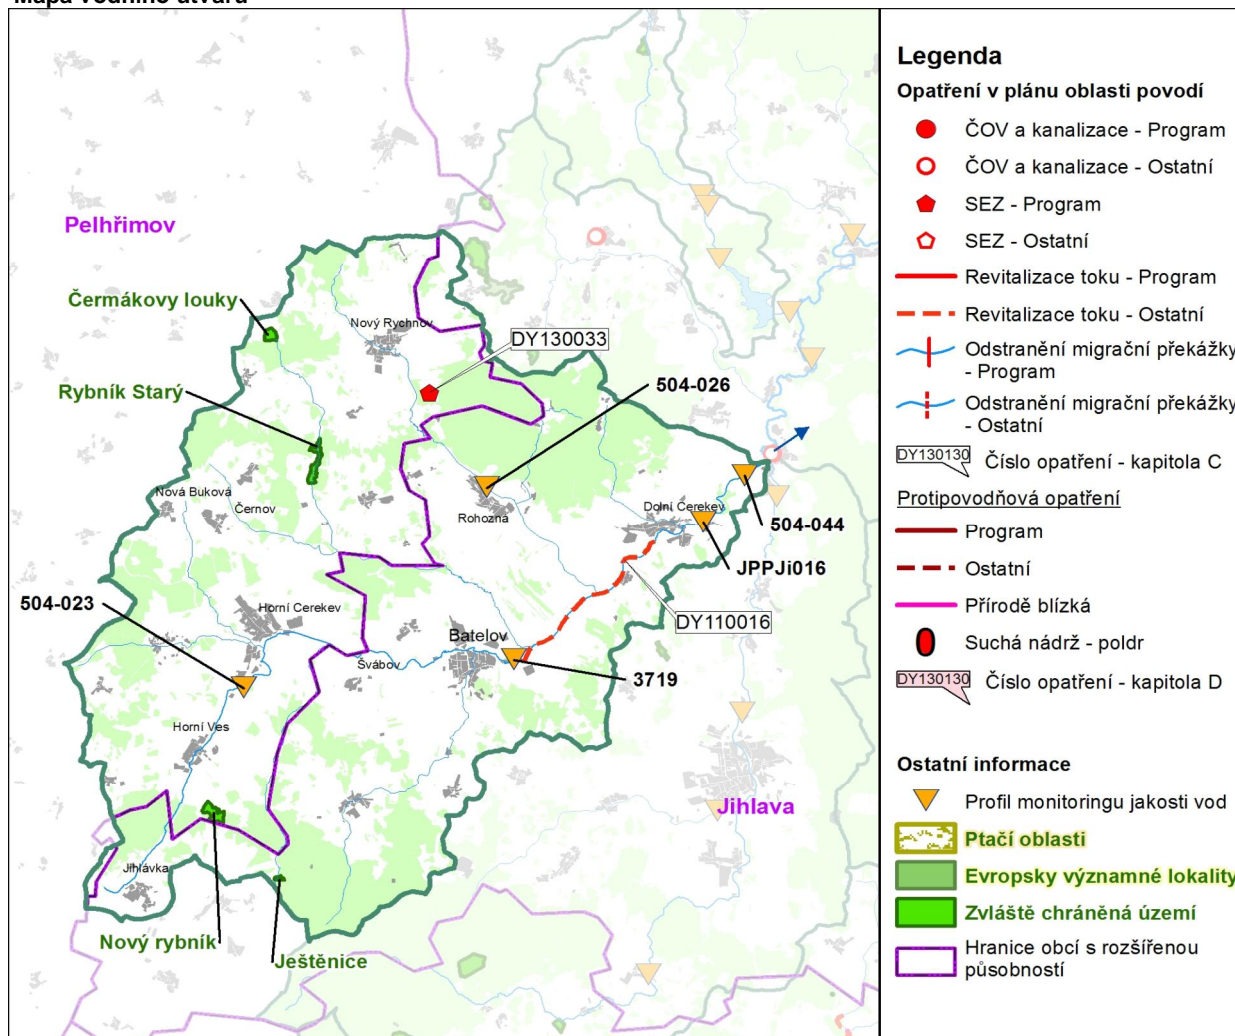 Mapa vodního útvaru
Pelhřimov
Čermákovy louky
Nový Rychnov
DY130033
Rybník Starý
504-026
Nová Buková
Černov
Rohozná
Dolní Cerekev
504-044
JPPJi016
504-023
Horní Cerekev
DY110016
Batelov
Švábov
3719
Horní Ves
Jihlava
Jihlávka
Nový rybník
Ještěnice
Legenda
Opatření v plánu oblasti povodí
ČOV a kanalizace - Program
ČOV a kanalizace - Ostatní
SEZ - Program
SEZ - Ostatní
Revitalizace toku - Program
Revitalizace toku - Ostatní
Odstranění migrační překážky
- Program
Odstranění migrační překážky
- Ostatní
DY130130 Číslo opatření - kapitola C
Protipovodňová opatření
Program
Ostatní
Přírodě blízká
Suchá nádrž - poldr
DY130130 Číslo opatření - kapitola D
Ostatní informace
Profil monitoringu jakosti vod
Ptačí oblasti
Evropsky významné lokality
Zvláště chráněná území
Hranice obcí s rozšířenou
působností